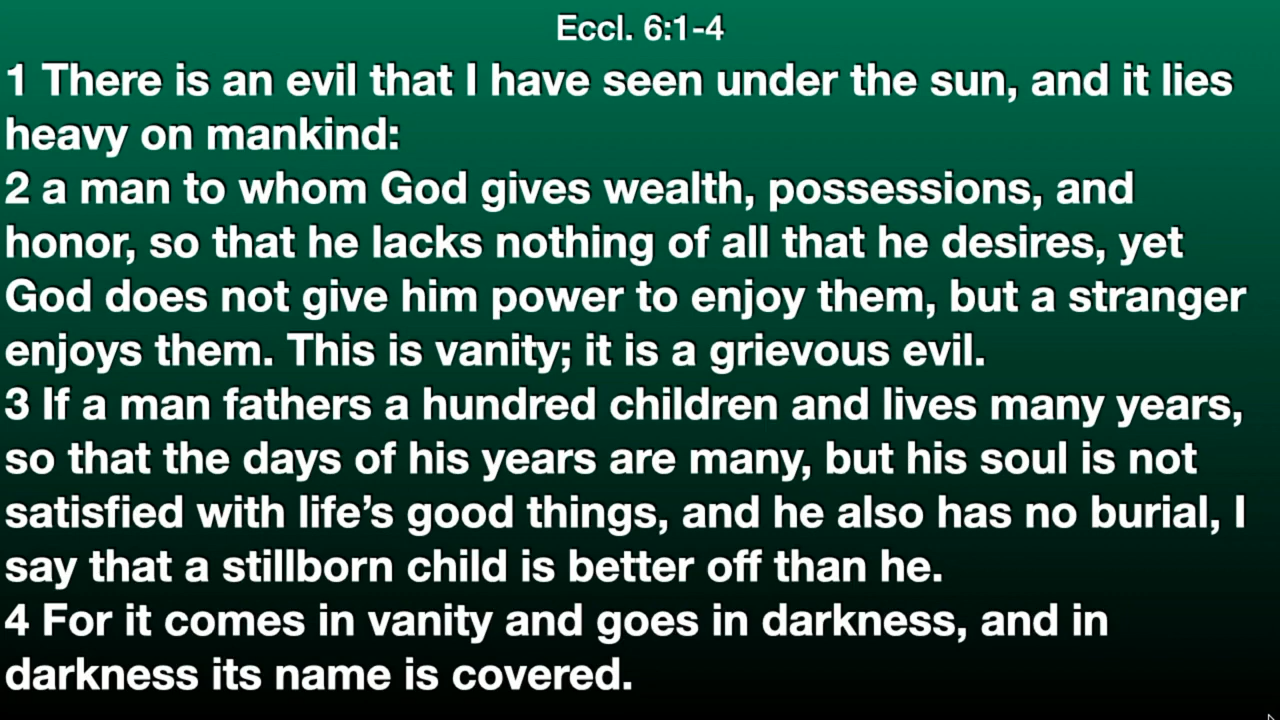 Eccl. 6:1-4
1 There is an evil that I have seen under the sun, and it lies
heavy on mankind:
2 a man to whom God gives wealth, possessions, and
honor, so that he lacks nothing of all that he desires, yet
God does not give him power to enjoy them, but a stranger
enjoys them. This is vanity; it is a grievous evil.
3 If a man fathers a hundred children and lives many years,
so that the days of his years are many, but his soul is not
satisfied with life’s good things, and he also has no burial, I
say that a stillborn child is better off than he.
4 For it comes in vanity and goes in darkness, and in
darkness its name is covered.